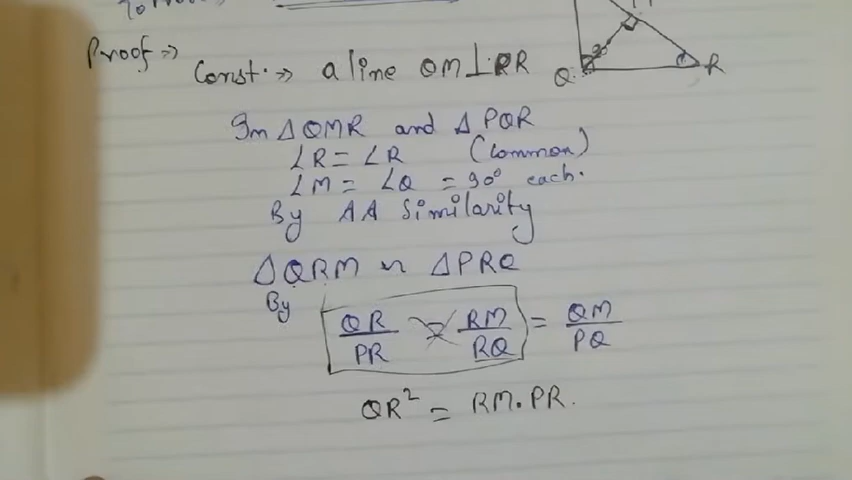 Proof ⇒
Const. ⇒ a line QM ⊥ PR
Q
R
90°
In △QMR and △PQR
∠R = ∠R (Common)
∠M = ∠Q = 90° each.
By AA Similarity
△QRM ~ △PRQ
By
QR/PR = RM/RQ = QM/PQ
QR² = RM.PR.